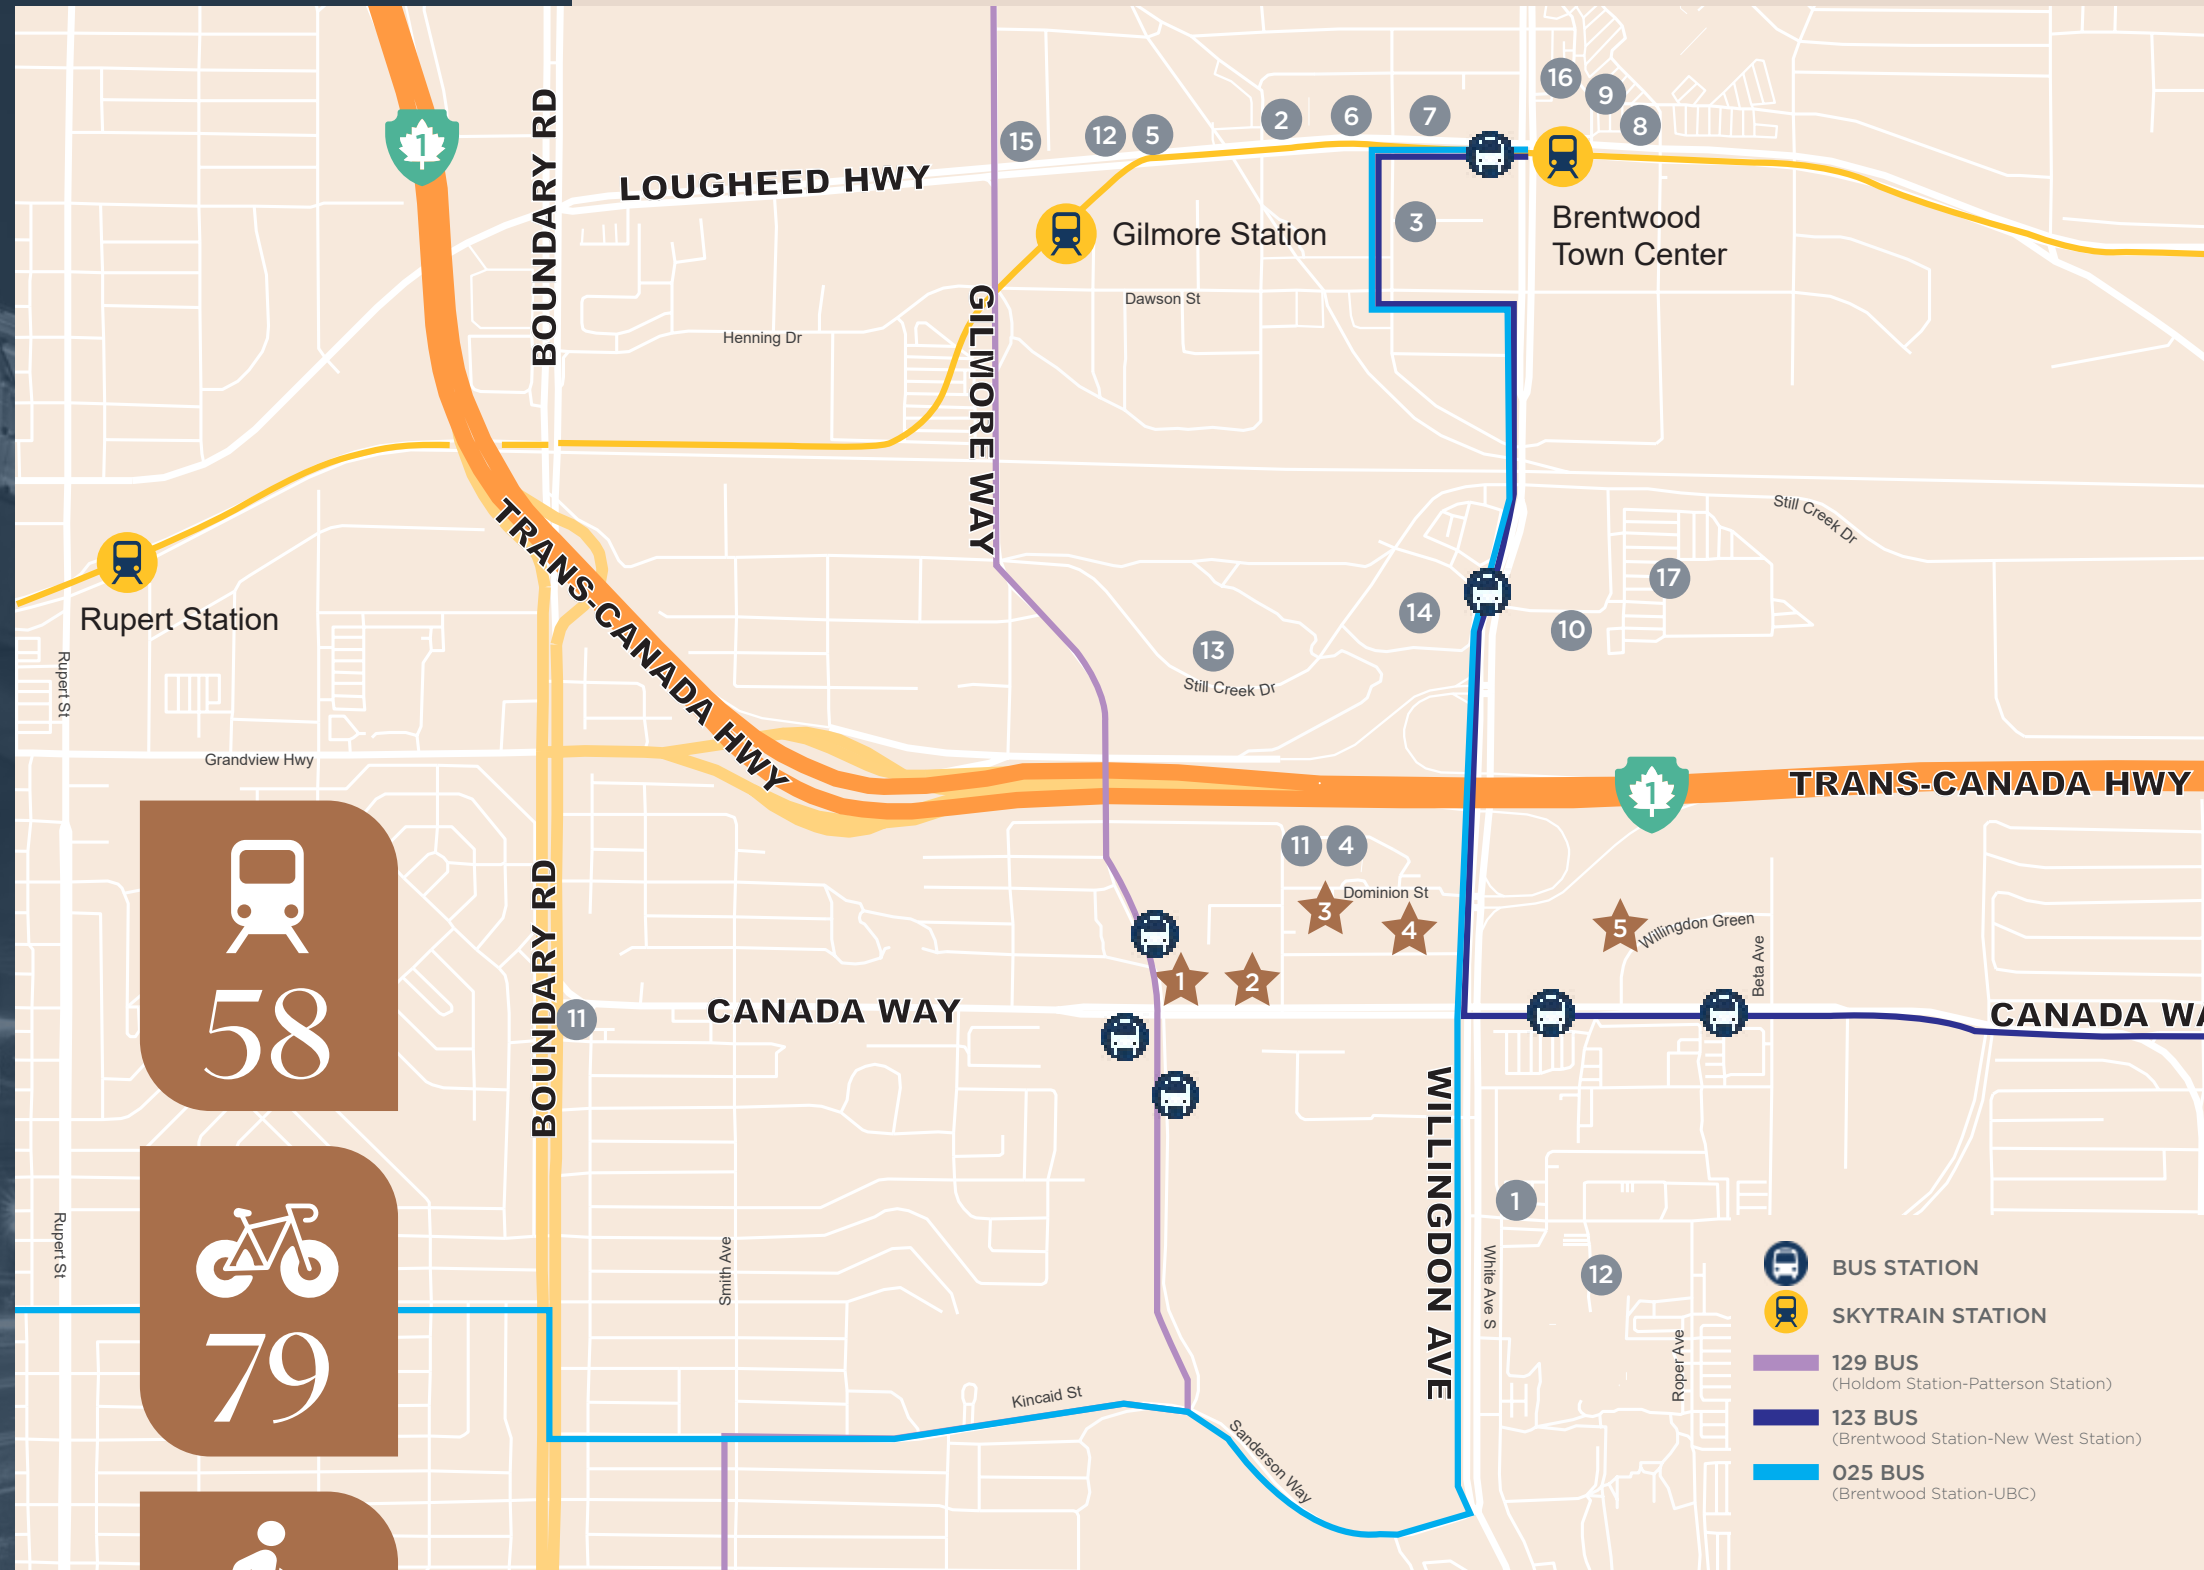 16
9
8
7
6
2
5
12
15
1
BOUNDARY RD
LOUGHEED HWY
3
Gilmore Station
Brentwood
Town Center
Dawson St
Henning Dr
GILMORE WAY
TRANS-CANADA HWY
Still Creek Dr
Rupert Station
17
14
10
13
Still Creek Dr
Rupert St
Grandview Hwy
1
TRANS-CANADA HWY
11
4
Dominion St
3
4
5
Willingdon Green
Beta Ave
1
2
58
BOUNDARY RD
11
CANADA WAY
CANADA WA
WILLINGDON AVE
1
12
White Ave S
Roper Ave
Rupert St
Smith Ave
79
Kincaid St
Sanderson Way
BUS STATION
SKYTRAIN STATION
129 BUS
(Holdom Station-Patterson Station)
123 BUS
(Brentwood Station-New West Station)
025 BUS
(Brentwood Station-UBC)